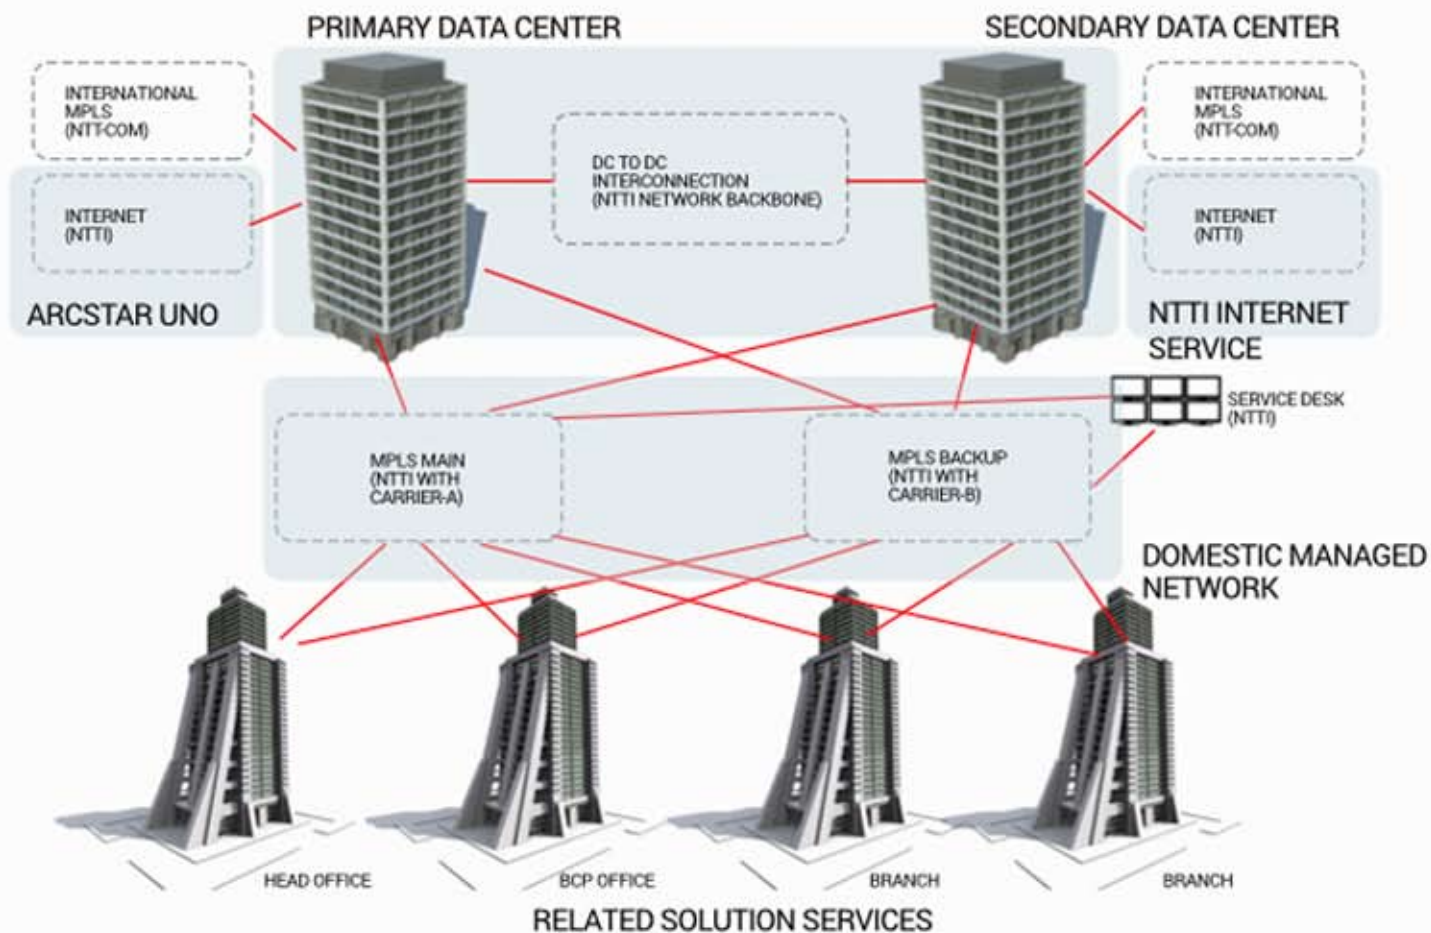 PRIMARY DATA CENTER
SECONDARY DATA CENTER
INTERNATIONAL
MPLS
(NTT-COM)
DC TO DC
INTERCONNECTION
(NTTI NETWORK BACKBONE)
INTERNATIONAL
MPLS
(NTT-COM)
INTERNET
(NTTI)
INTERNET
(NTTI)
ARCSTAR UNO
NTTI INTERNET
SERVICE
SERVICE DESK
(NTTI)
MPLS MAIN
(NTTI WITH
CARRIER-A)
MPLS BACKUP
(NTTI WITH
CARRIER-B)
DOMESTIC MANAGED
NETWORK
HEAD OFFICE
BCP OFFICE
BRANCH
BRANCH
RELATED SOLUTION SERVICES